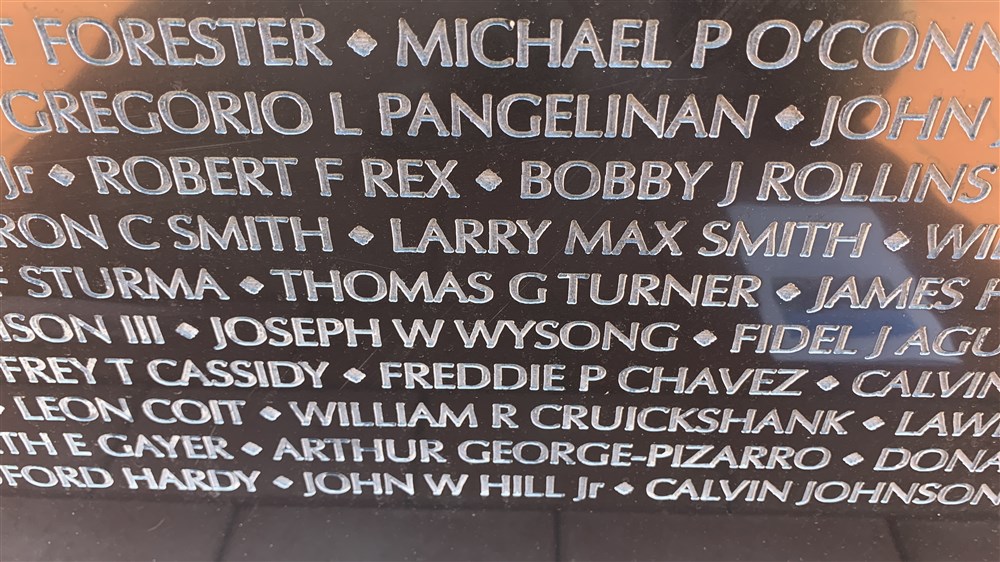 T FORESTER ◆ MICHAEL P O'CONN
GREGORIO L PANGELINAN ◆ JOHN
Jr ◆ ROBERT F REX ◆ BOBBY J ROLLINS
RON C SMITH ◆ LARRY MAX SMITH ◆ WI
F STURMA ◆ THOMAS G TURNER ◆ JAMES
SON III ◆ JOSEPH W WYSONG ◆ FIDEL J AGU
FREY T CASSIDY ◆ FREDDIE P CHAVEZ ◆ CALVIN
◆ LEON COIT ◆ WILLIAM R CRUICKSHANK ◆ LAW
TH E GAYER ◆ ARTHUR GEORGE-PIZARRO ◆ DONA
SFORD HARDY ◆ JOHN W HILL Jr ◆ CALVIN JOHNSON